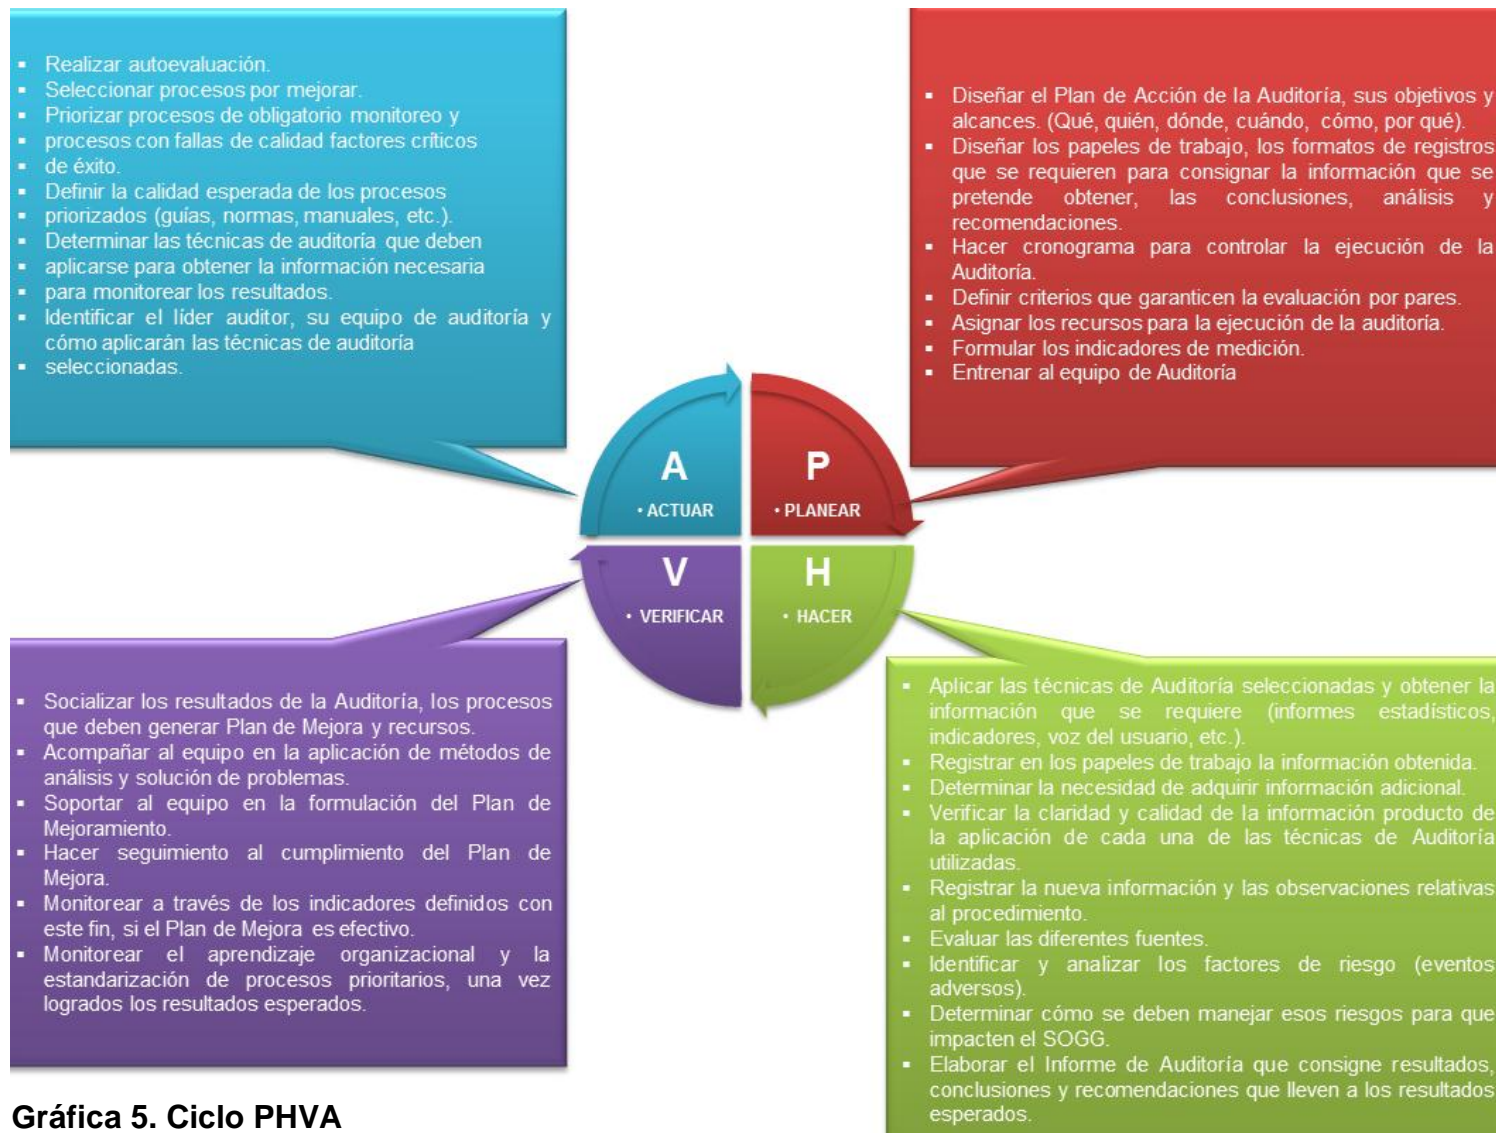 ▪ Realizar autoevaluación.
▪ Seleccionar procesos por mejorar.
▪ Priorizar procesos de obligatorio monitoreo y
▪ procesos con fallas de calidad factores críticos
▪ de éxito.
▪ Definir la calidad esperada de los procesos
▪ priorizados (guías, normas, manuales, etc.).
▪ Determinar las técnicas de auditoría que deben
▪ aplicarse para obtener la información necesaria
▪ para monitorear los resultados.
▪ Identificar el líder auditor, su equipo de auditoría y
cómo aplicarán las técnicas de auditoría
▪ seleccionadas.
▪ Diseñar el Plan de Acción de la Auditoría, sus objetivos y
alcances. (Qué, quién, dónde, cuándo, cómo, por qué).
▪ Diseñar los papeles de trabajo, los formatos de registros
que se requieren para consignar la información que se
pretende obtener, las conclusiones, análisis y
recomendaciones.
▪ Hacer cronograma para controlar la ejecución de la
Auditoría.
▪ Definir criterios que garanticen la evaluación por pares.
▪ Asignar los recursos para la ejecución de la auditoría.
▪ Formular los indicadores de medición.
▪ Entrenar al equipo de Auditoría
A
• ACTUAR
P
• PLANEAR
V
• VERIFICAR
H
• HACER
▪ Socializar los resultados de la Auditoría, los procesos
que deben generar Plan de Mejora y recursos.
▪ Acompañar al equipo en la aplicación de métodos de
análisis y solución de problemas.
▪ Soportar al equipo en la formulación del Plan de
Mejoramiento.
▪ Hacer seguimiento al cumplimiento del Plan de
Mejora.
▪ Monitorear a través de los indicadores definidos con
este fin, si el Plan de Mejora es efectivo.
▪ Monitorear el aprendizaje organizacional y la
estandarización de procesos prioritarios, una vez
logrados los resultados esperados.
▪ Aplicar las técnicas de Auditoría seleccionadas y obtener la
información que se requiere (informes estadísticos,
indicadores, voz del usuario, etc.).
▪ Registrar en los papeles de trabajo la información obtenida.
▪ Determinar la necesidad de adquirir información adicional.
▪ Verificar la claridad y calidad de la información producto de
la aplicación de cada una de las técnicas de Auditoría
utilizadas.
▪ Registrar la nueva información y las observaciones relativas
al procedimiento.
▪ Evaluar las diferentes fuentes.
▪ Identificar y analizar los factores de riesgo (eventos
adversos).
▪ Determinar cómo se deben manejar esos riesgos para que
impacten el SOGG.
▪ Elaborar el Informe de Auditoría que consigne resultados,
conclusiones y recomendaciones que lleven a los resultados
esperados.
Gráfica 5. Ciclo PHVA